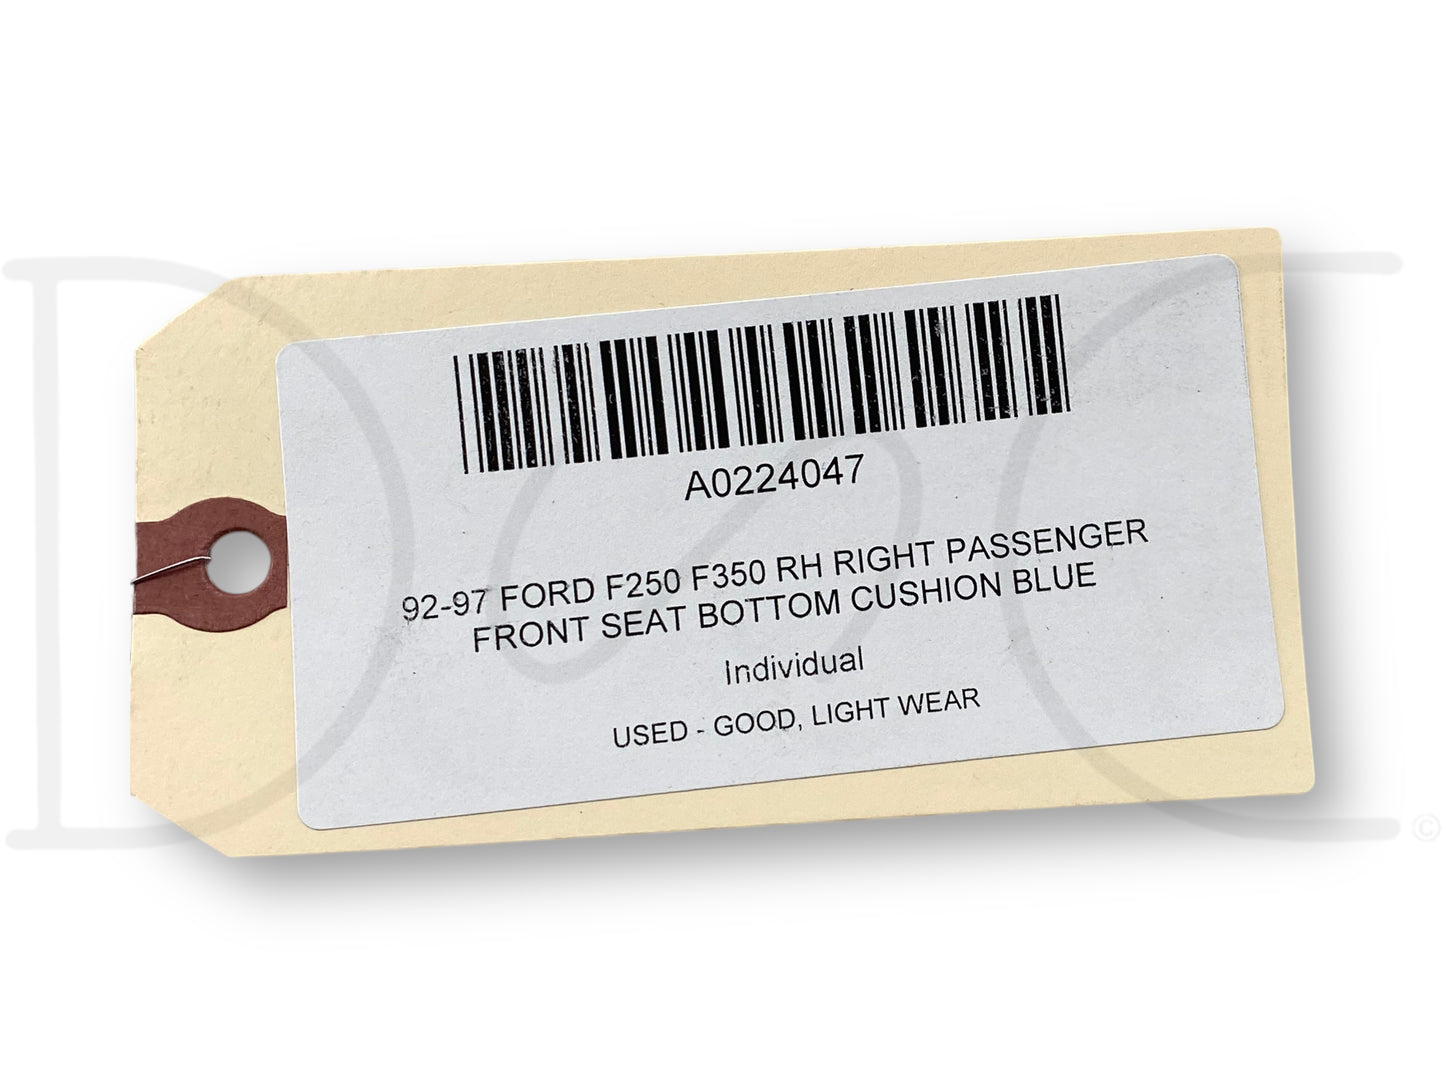 A0224047
92-97 FORD F250 F350 RH RIGHT PASSENGER
FRONT SEAT BOTTOM CUSHION BLUE
Individual
USED - GOOD, LIGHT WEAR
©